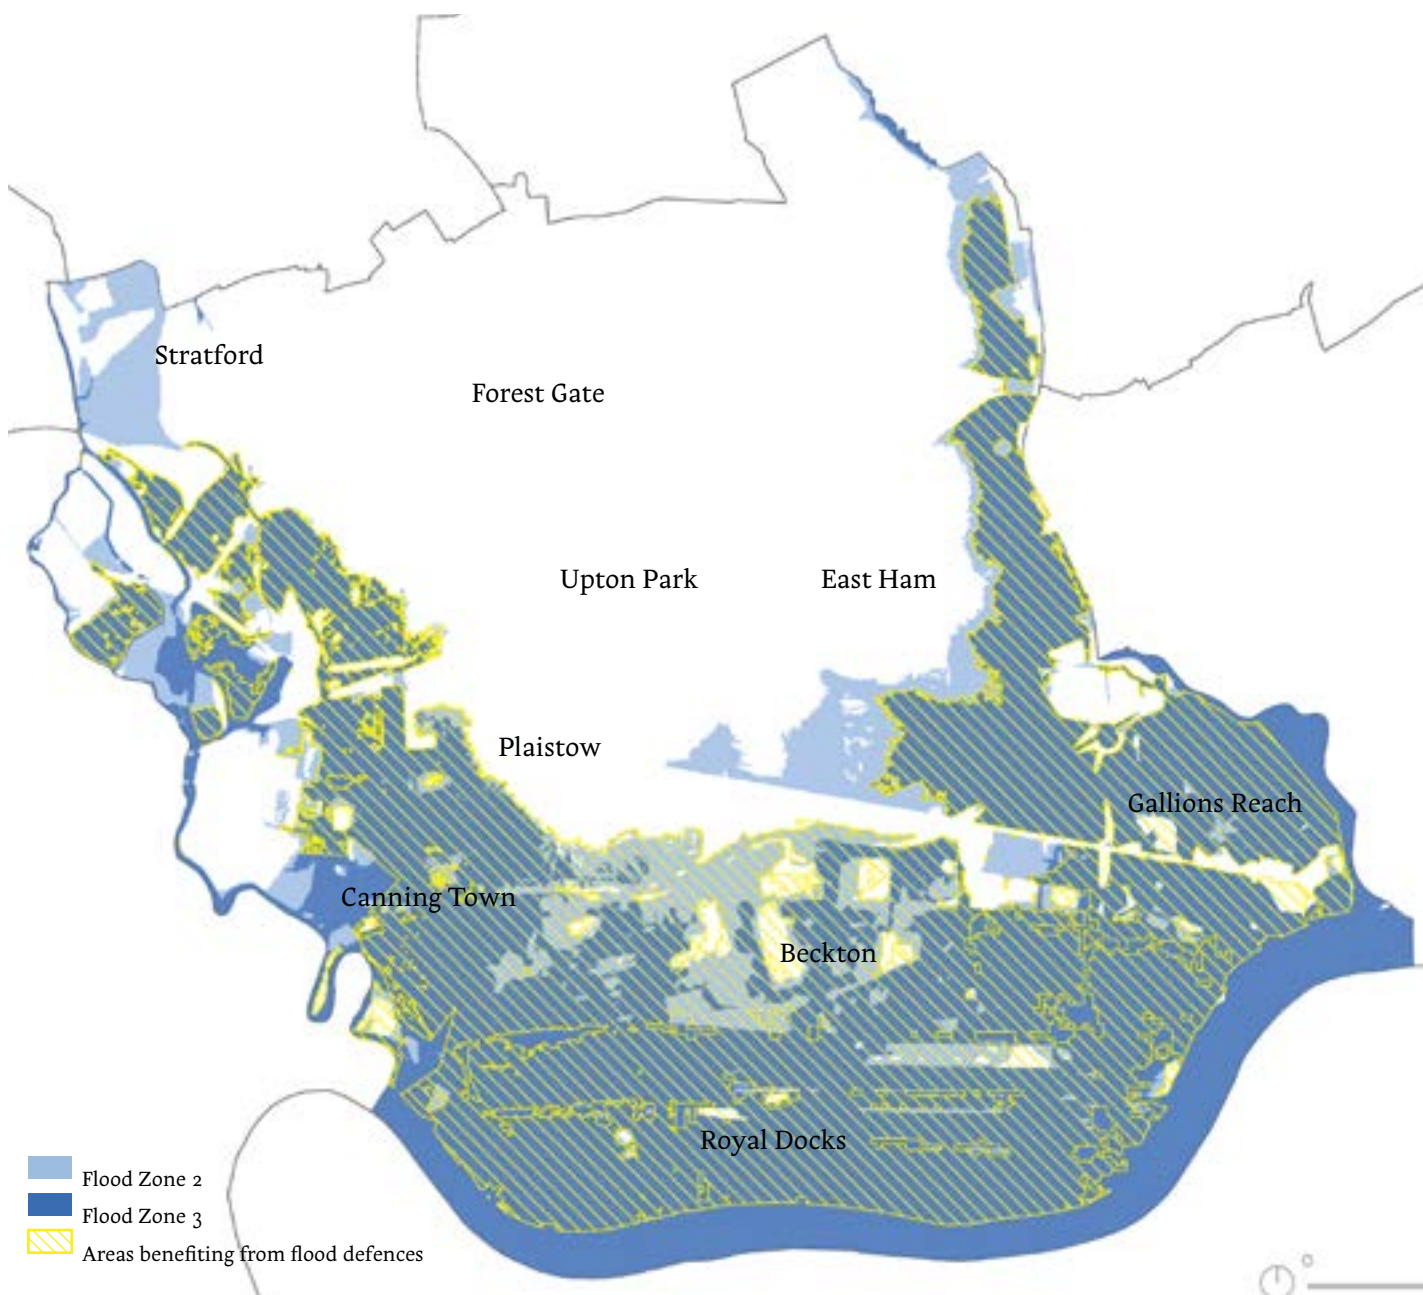 Stratford
Forest Gate
Upton Park
East Ham
Plaistow
Gallions Reach
Canning Town
Beckton
Royal Docks
Flood Zone 2
Flood Zone 3
Areas benefiting from flood defences
0